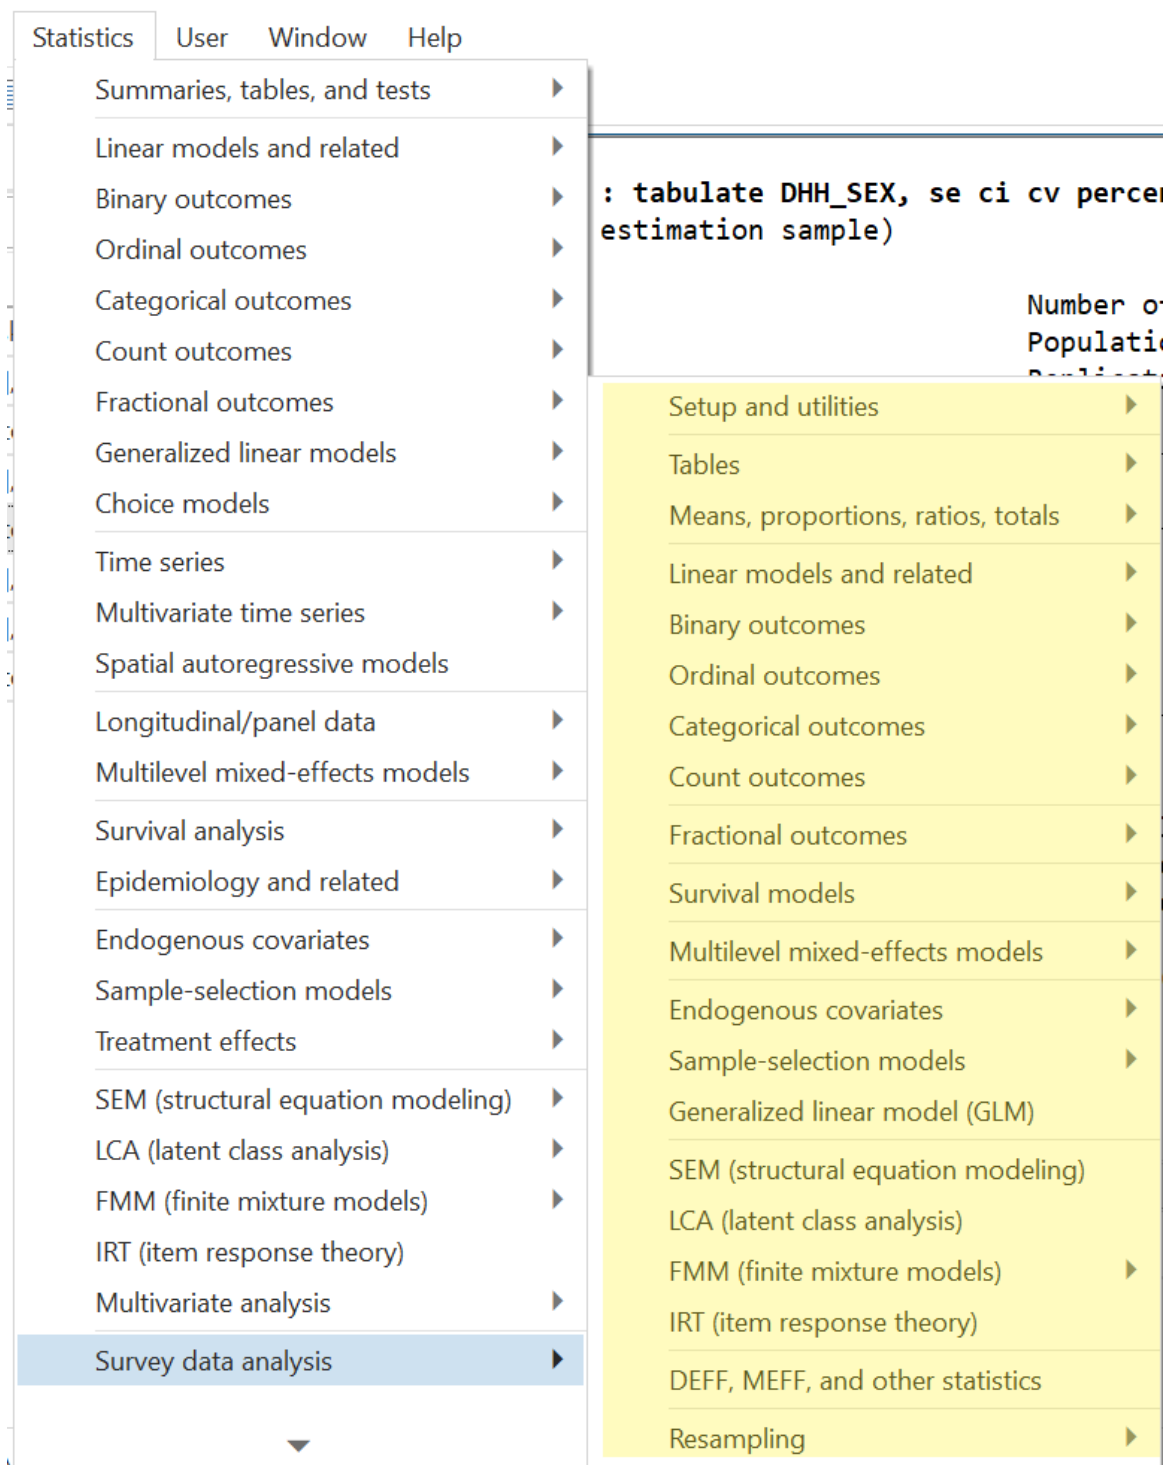 Statistics User Window Help
Summaries, tables, and tests
Linear models and related
Binary outcomes
Ordinal outcomes
Categorical outcomes
Count outcomes
Fractional outcomes
Generalized linear models
Choice models
Time series
Multivariate time series
Spatial autoregressive models
Longitudinal/panel data
Multilevel mixed-effects models
Survival analysis
Epidemiology and related
Endogenous covariates
Sample-selection models
Treatment effects
SEM (structural equation modeling)
LCA (latent class analysis)
FMM (finite mixture models)
IRT (item response theory)
Multivariate analysis
Survey data analysis
: tabulate DHH_SEX, se ci cv percen
estimation sample)
Number of
Populatio
Setup and utilities
Tables
Means, proportions, ratios, totals
Linear models and related
Binary outcomes
Ordinal outcomes
Categorical outcomes
Count outcomes
Fractional outcomes
Survival models
Multilevel mixed-effects models
Endogenous covariates
Sample-selection models
Generalized linear model (GLM)
SEM (structural equation modeling)
LCA (latent class analysis)
FMM (finite mixture models)
IRT (item response theory)
DEFF, MEFF, and other statistics
Resampling